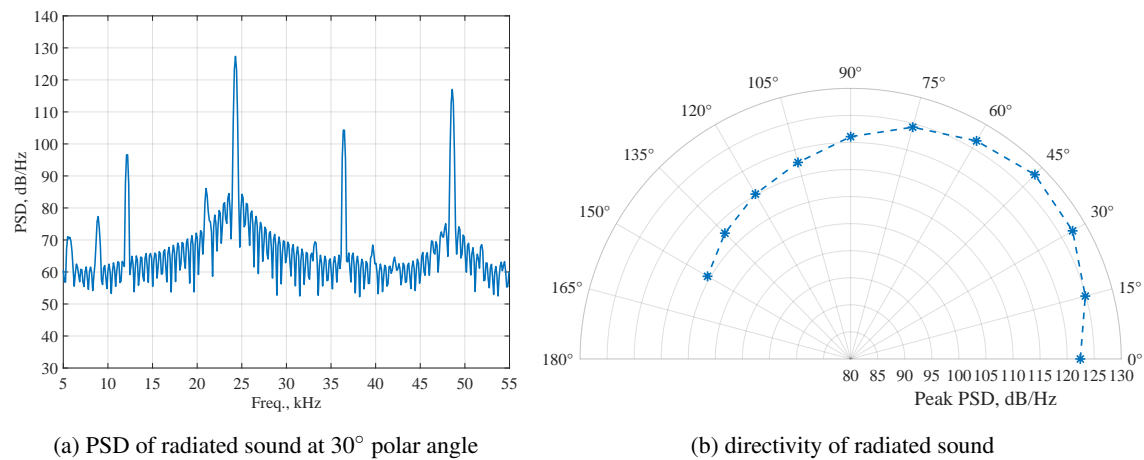 140
130
120
110
100
90
80
70
60
50
40
30
PSD, dB/Hz
5 10 15 20 25 30 35 40 45 50 55
Freq., kHz
(a) PSD of radiated sound at 30° polar angle
90°
105° 75°
120° 60°
135° 45°
150° 30°
165° 15°
180° 0°
80 85 90 95 100 105 110 115 120 125 130
Peak PSD, dB/Hz
(b) directivity of radiated sound